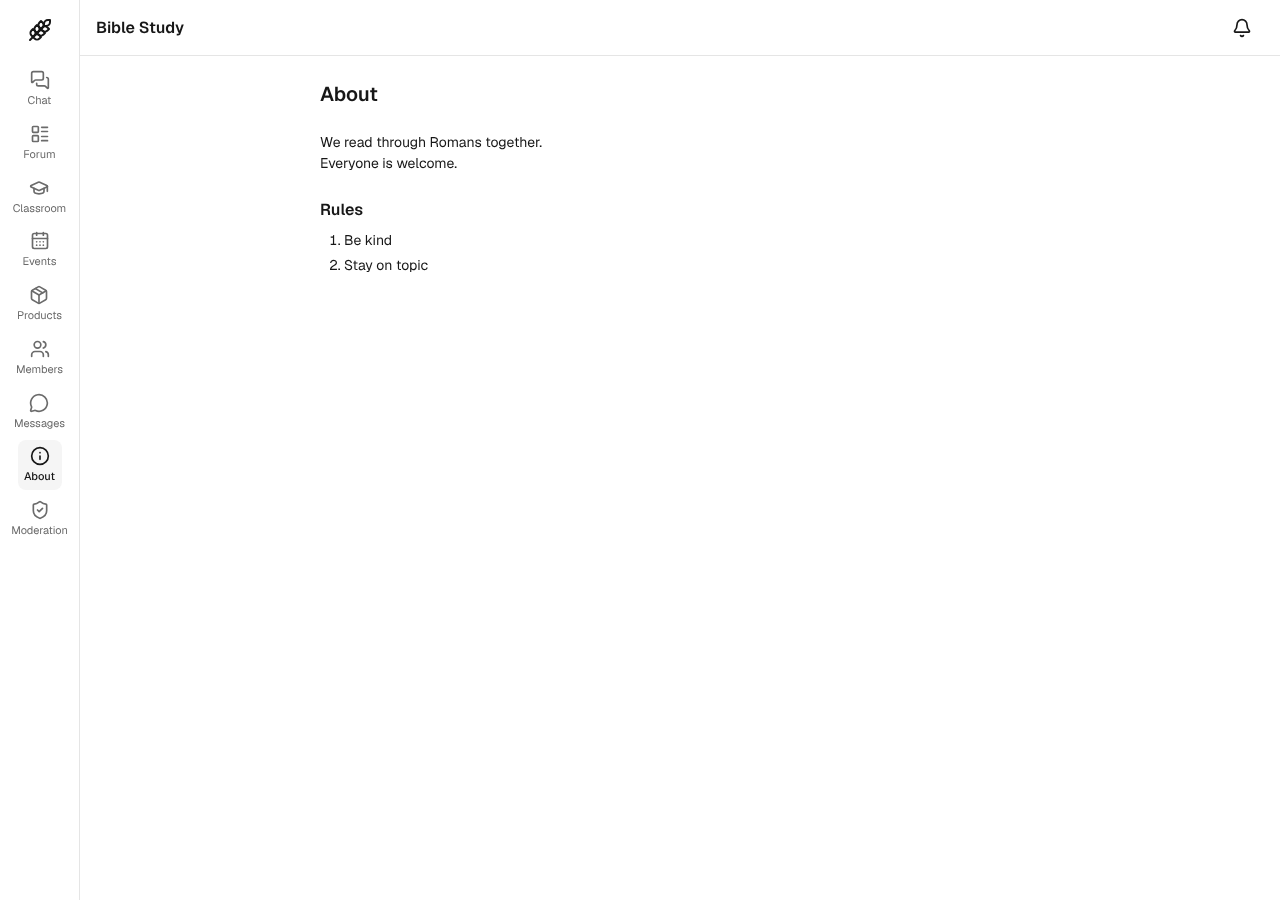 Bible Study
Chat
Forum
Classroom
Events
Products
Members
Messages
About
Moderation
About
We read through Romans together.
Everyone is welcome.
Rules
1. Be kind
2. Stay on topic